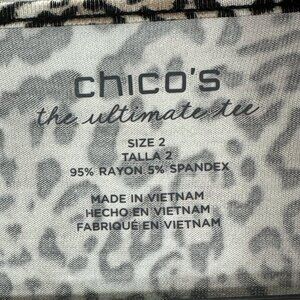 chico's
the ultimate tee
SIZE 2
TALLA 2
95% RAYON 5% SPANDEX
MADE IN VIETNAM
HECHO EN VIETNAM
FABRIQUÉ EN VIETNAM